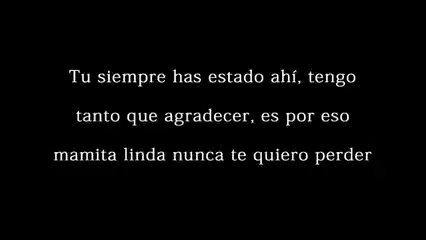 Tu siempre has estado ahí, tengo
tanto que agradecer, es por eso
mamita linda nunca te quiero perder